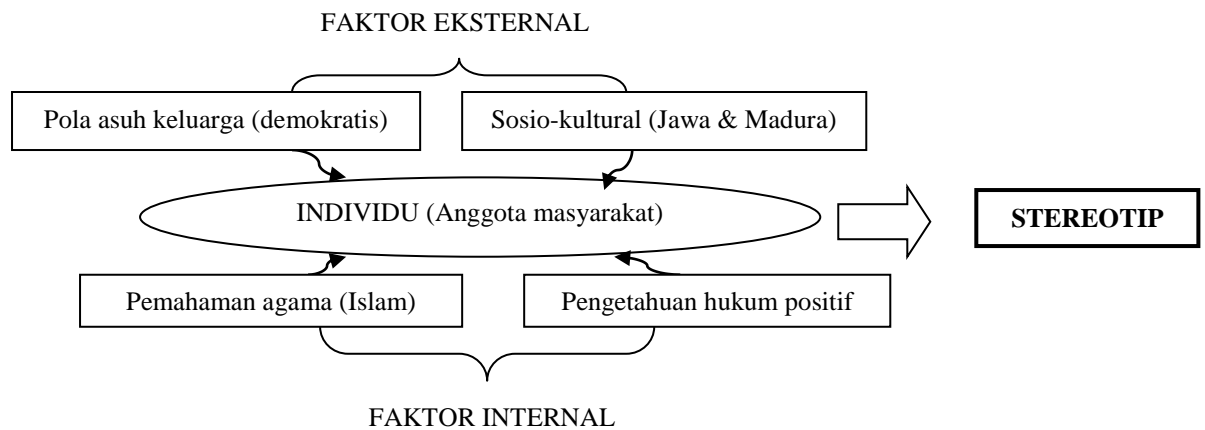 FAKTOR EKSTERNAL
Pola asuh keluarga (demokratis)
Sosio-kultural (Jawa & Madura)
INDIVIDU (Anggota masyarakat)
STEREOTIP
Pemahaman agama (Islam)
Pengetahuan hukum positif
FAKTOR INTERNAL